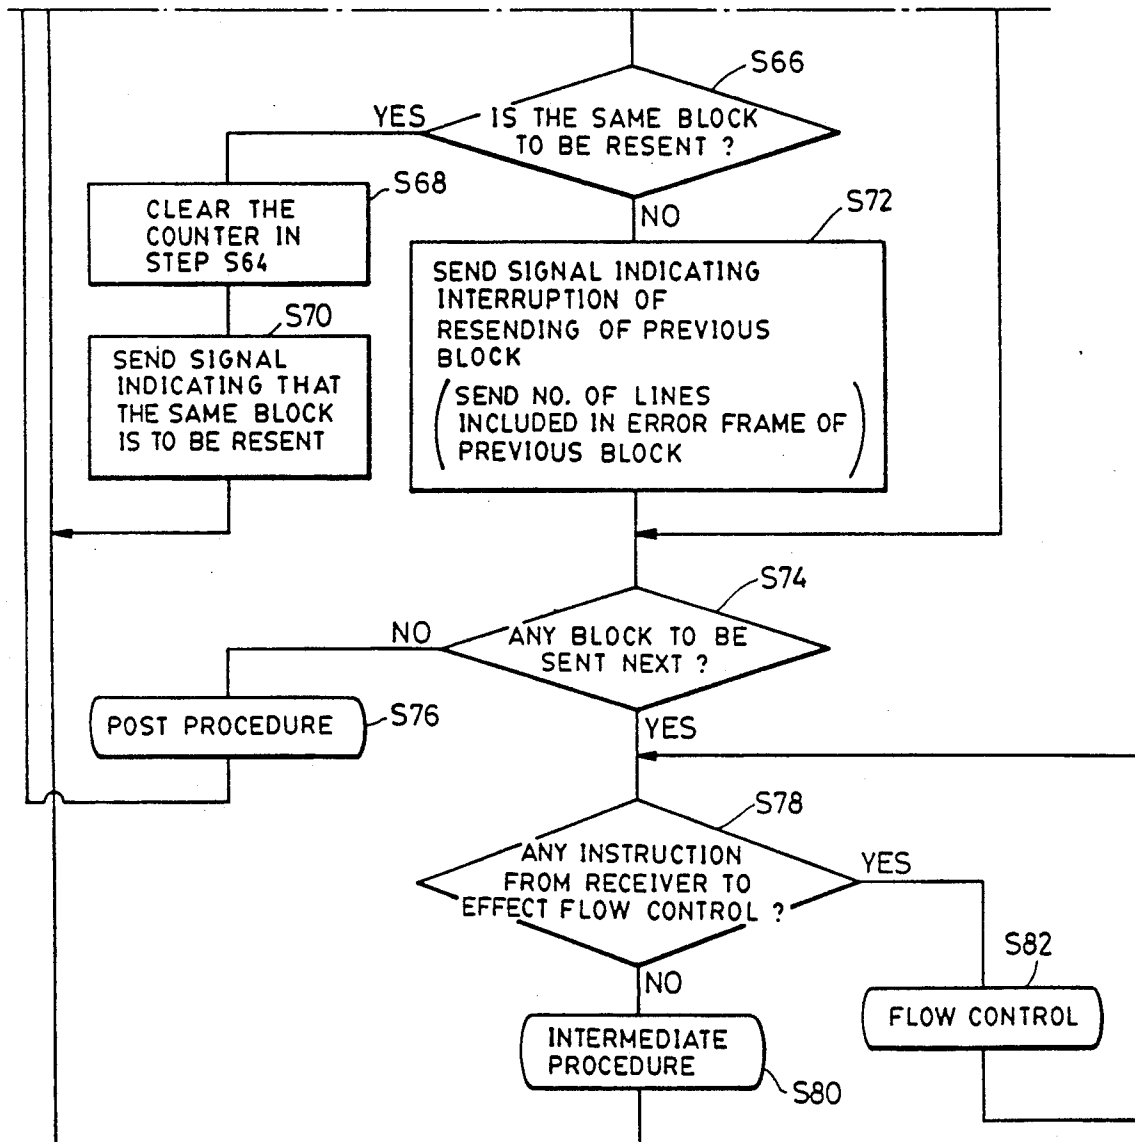 S66
IS THE SAME BLOCK
TO BE RESENT ?
YES
NO
S68
CLEAR THE
COUNTER IN
STEP S64
S72
SEND SIGNAL INDICATING
INTERRUPTION OF
RESENDING OF PREVIOUS
BLOCK
(SEND NO. OF LINES
INCLUDED IN ERROR FRAME OF
PREVIOUS BLOCK)
S70
SEND SIGNAL
INDICATING THAT
THE SAME BLOCK
IS TO BE RESENT
S74
ANY BLOCK TO BE
SENT NEXT ?
NO
YES
POST PROCEDURE
S76
S78
ANY INSTRUCTION
FROM RECEIVER TO
EFFECT FLOW CONTROL ?
YES
NO
S82
FLOW CONTROL
INTERMEDIATE
PROCEDURE
S80